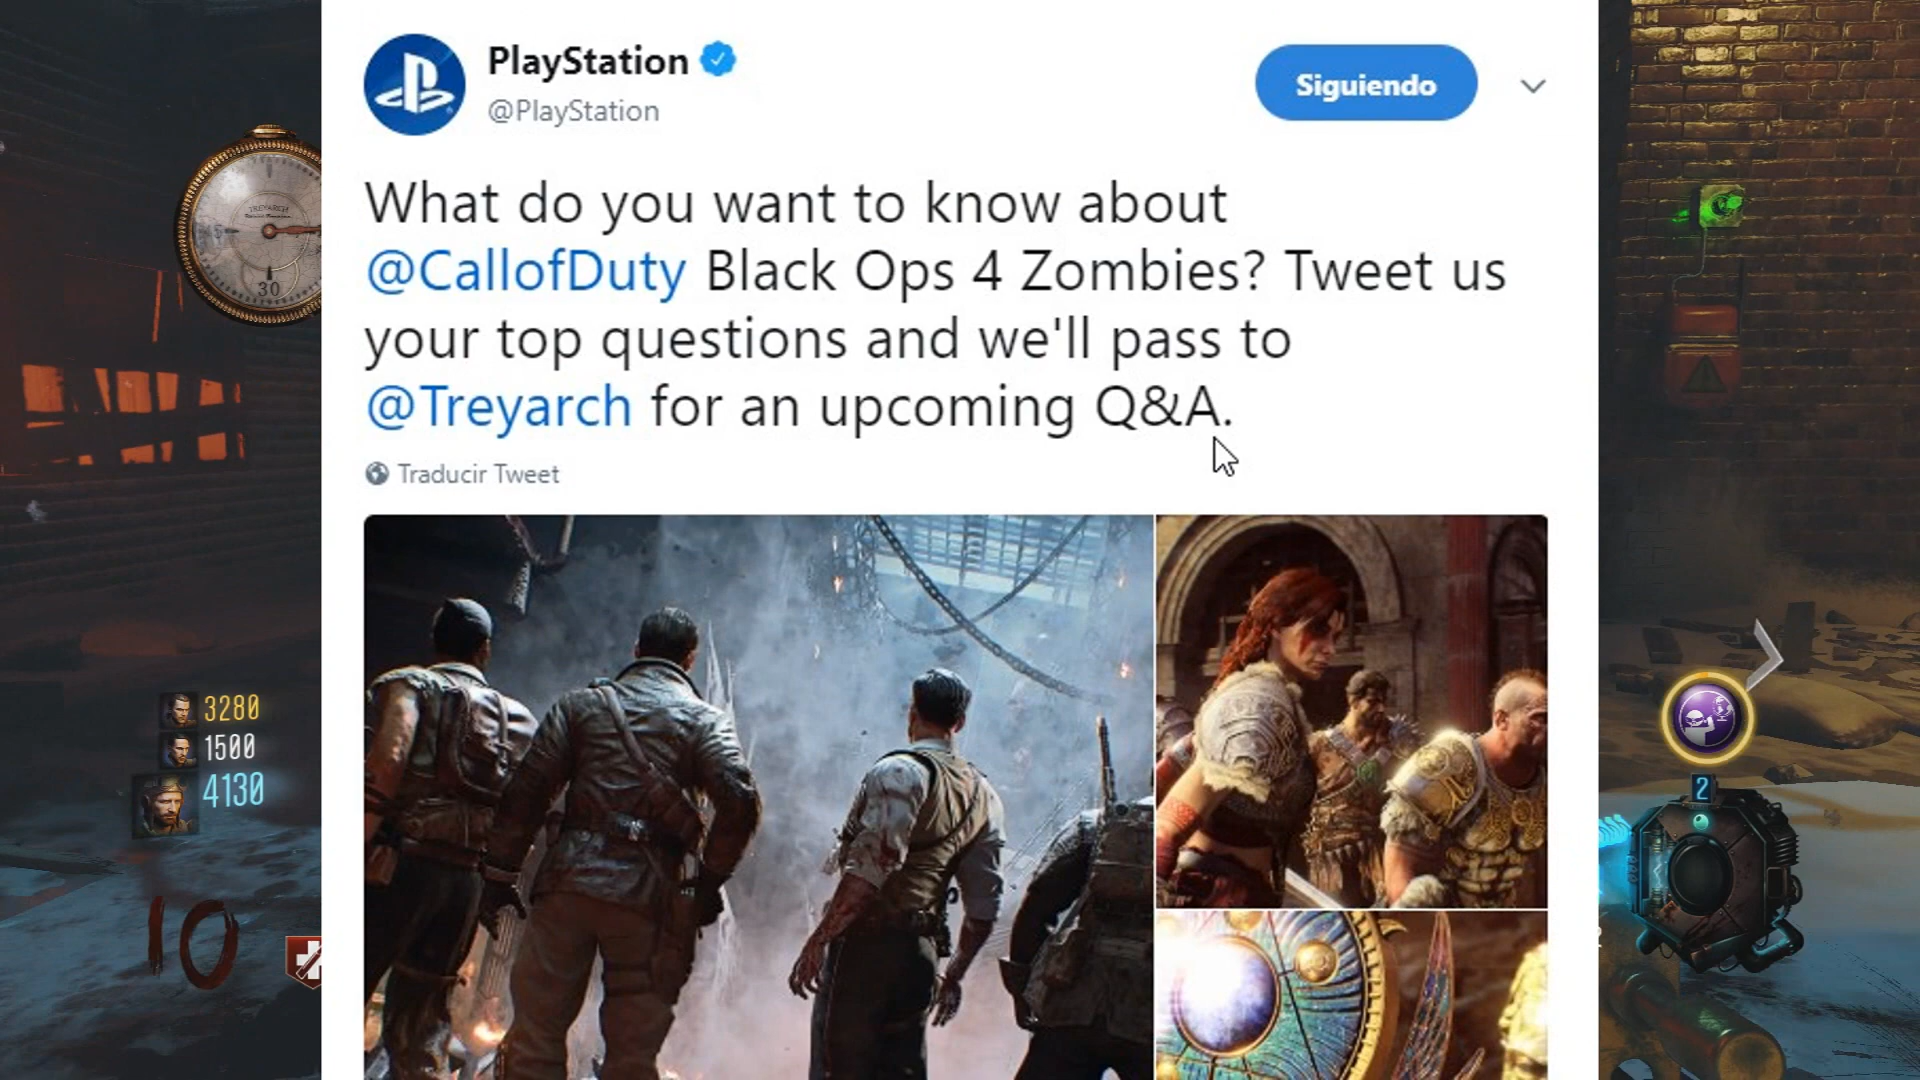 PlayStation
@PlayStation
Siguiendo
What do you want to know about
@CallofDuty Black Ops 4 Zombies? Tweet us
your top questions and we'll pass to
@Treyarch for an upcoming Q&A.
Traducir Tweet
TREYARCH
30
3280
1500
4130
10
2